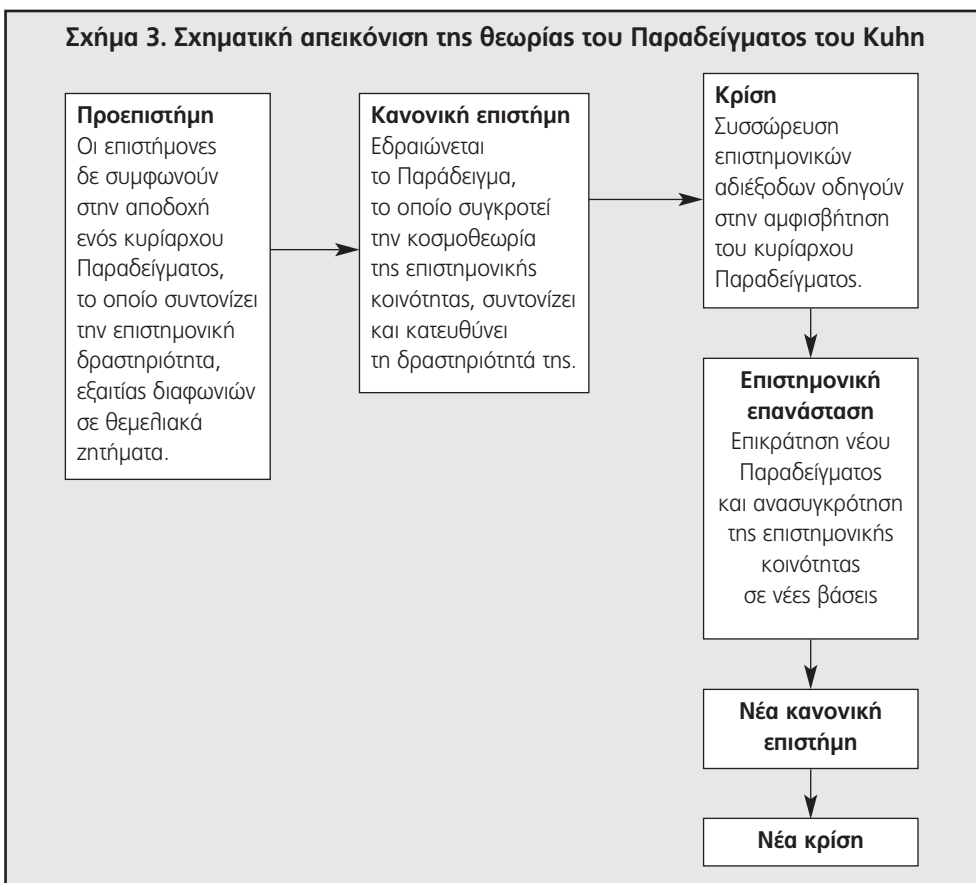 Σχήμα 3. Σχηματική απεικόνιση της θεωρίας του Παραδείγματος του Kuhn
Προεπιστήμη
Οι επιστήμονες
δε συμφωνούν
στην αποδοχή
ενός κυρίαρχου
Παραδείγματος,
το οποίο συντονίζει
την επιστημονική
δραστηριότητα,
εξαιτίας διαφωνιών
σε θεμελιακά
ζητήματα.
Κανονική επιστήμη
Εδραιώνεται
το Παράδειγμα,
το οποίο συγκροτεί
την κοσμοθεωρία
της επιστημονικής
κοινότητας, συντονίζει
και κατευθύνει
τη δραστηριότητά της.
Κρίση
Συσσώρευση
επιστημονικών
αδιέξοδων οδηγούν
στην αμφισβήτηση
του κυρίαρχου
Παραδείγματος.
Επιστημονική
επανάσταση
Επικράτηση νέου
Παραδείγματος
και ανασυγκρότηση
της επιστημονικής
κοινότητας
σε νέες βάσεις
Νέα κανονική
επιστήμη
Νέα κρίση